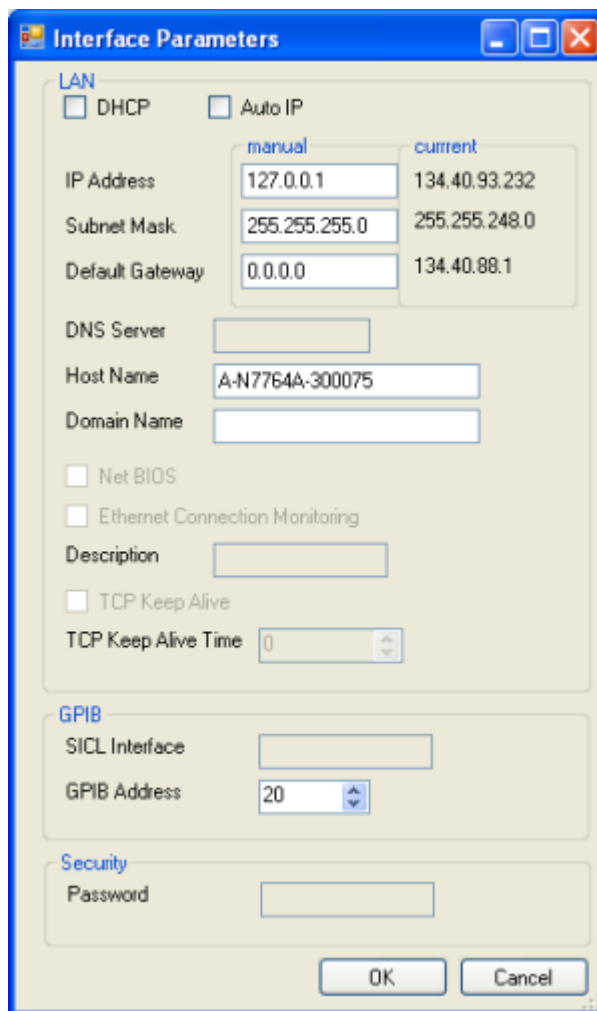 Interface Parameters
LAN
DHCP Auto IP
manual currrent
IP Address 127.0.0.1 134.40.93.232
Subnet Mask 255.255.255.0 255.255.248.0
Default Gateway 0.0.0.0 134.40.88.1
DNS Server
Host Name A-N7764A-300075
Domain Name
Net BIOS
Ethernet Connection Monitoring
Description
TCP Keep Alive
TCP Keep Alive Time 0
GPIB
SICL Interface
GPIB Address 20
Security
Password
OK Cancel